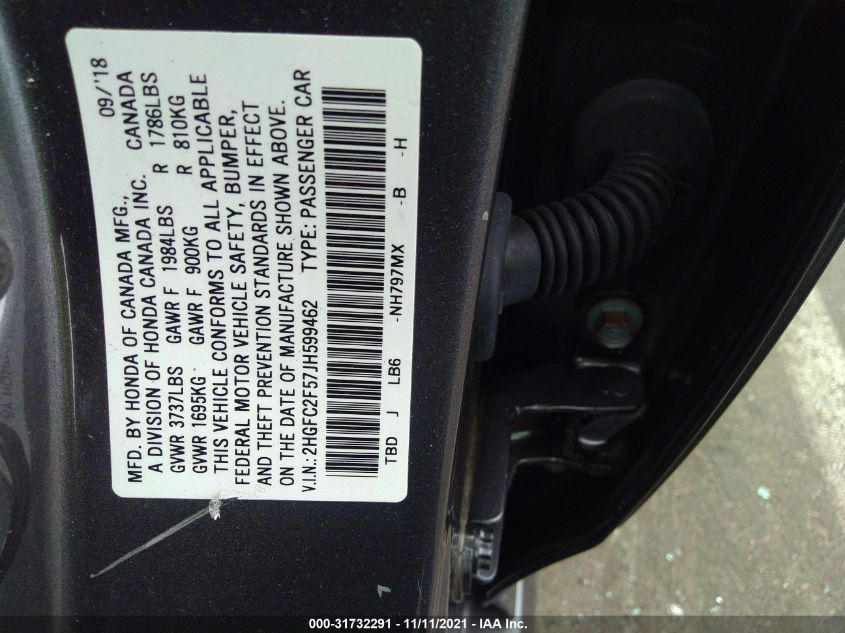 MFD. BY HONDA OF CANADA MFG., 09/'18
A DIVISION OF HONDA CANADA INC. CANADA
GVWR 3737LBS GAWR F 1984LBS R 1786LBS
GVWR 1695KG GAWR F 900KG R 810KG
THIS VEHICLE CONFORMS TO ALL APPLICABLE
FEDERAL MOTOR VEHICLE SAFETY, BUMPER,
AND THEFT PREVENTION STANDARDS IN EFFECT
ON THE DATE OF MANUFACTURE SHOWN ABOVE.
V.I.N.: 2HGFC2F57JH599462 TYPE: PASSENGER CAR
TBD J LB6 -NH797MX -B -H
000-31732291 - 11/11/2021 - IAA Inc.